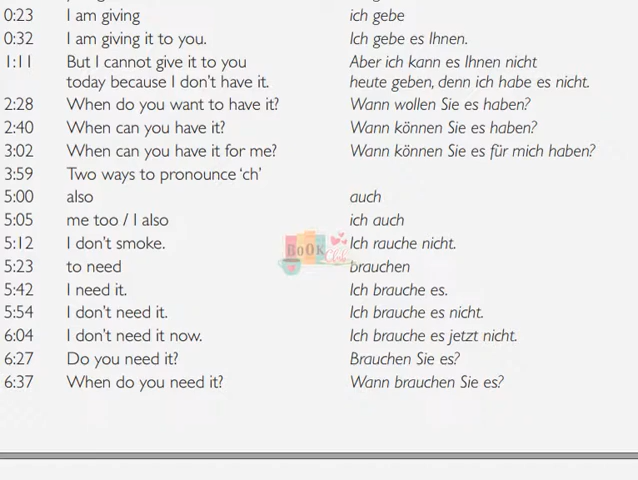 0:23 I am giving ich gebe
0:32 I am giving it to you. Ich gebe es Ihnen.
1:11 But I cannot give it to you Aber ich kann es Ihnen nicht
today because I don't have it. heute geben, denn ich habe es nicht.
2:28 When do you want to have it? Wann wollen Sie es haben?
2:40 When can you have it? Wann können Sie es haben?
3:02 When can you have it for me? Wann können Sie es für mich haben?
3:59 Two ways to pronounce 'ch'
5:00 also auch
5:05 me too / I also ich auch
5:12 I don't smoke. Ich rauche nicht.
BOOK
Club
5:23 to need brauchen
5:42 I need it. Ich brauche es.
5:54 I don't need it. Ich brauche es nicht.
6:04 I don't need it now. Ich brauche es jetzt nicht.
6:27 Do you need it? Brauchen Sie es?
6:37 When do you need it? Wann brauchen Sie es?